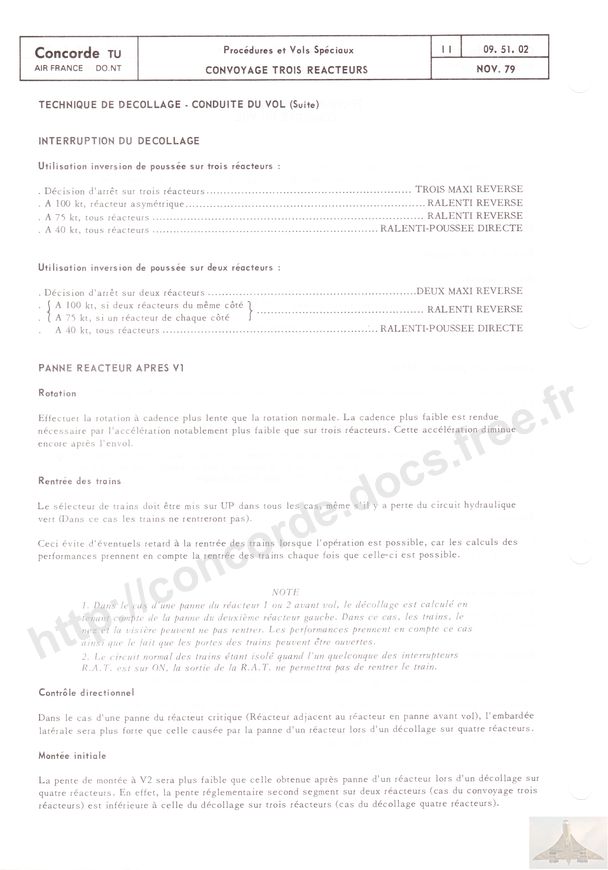 Concorde TU
AIR FRANCE DO.NT
Procédures et Vols Spéciaux
CONVOYAGE TROIS REACTEURS
11
09. 51. 02
NOV. 79
TECHNIQUE DE DECOLLAGE - CONDUITE DU VOL (Suite)
INTERRUPTION DU DECOLLAGE
Utilisation inversion de poussée sur trois réacteurs :
. Décision d'arrêt sur trois réacteurs ... TROIS MAXI REVERSE
. A 100 kt, réacteur asymétrique ... RALENTI REVERSE
. A 75 kt, tous réacteurs ... RALENTI REVERSE
. A 40 kt, tous réacteurs ... RALENTI-POUSSEE DIRECTE
Utilisation inversion de poussée sur deux réacteurs :
. Décision d'arrêt sur deux réacteurs ... DEUX MAXI REVERSE
. { A 100 kt, si deux réacteurs du même côté }
. { A 75 kt, si un réacteur de chaque côté } ... RALENTI REVERSE
. A 40 kt, tous réacteurs ... RALENTI-POUSSEE DIRECTE
PANNE REACTEUR APRES V1
Rotation
Effectuer la rotation à cadence plus lente que la rotation normale. La cadence plus faible est rendue
nécessaire par l'accélération notablement plus faible que sur trois réacteurs. Cette accélération diminue
encore après l'envol.
Rentrée des trains
Le sélecteur de trains doit être mis sur UP dans tous les cas, même s'il y a perte du circuit hydraulique
vert (Dans ce cas les trains ne rentreront pas).
Ceci évite d'éventuels retard à la rentrée des trains lorsque l'opération est possible, car les calculs des
performances prennent en compte la rentrée des trains chaque fois que celle-ci est possible.
NOTE
1. Dans le cas d'une panne du réacteur 1 ou 2 avant vol, le décollage est calculé en
tenant compte de la panne du deuxième réacteur gauche. Dans ce cas, les trains, le
nez et la visière peuvent ne pas rentrer. Les performances prennent en compte ce cas
ainsi que le fait que les portes des trains peuvent être ouvertes.
2. Le circuit normal des trains étant isolé quand l'un quelconque des interrupteurs
R.A.T. est sur ON, la sortie de la R.A.T. ne permettra pas de rentrer le train.
Contrôle directionnel
Dans le cas d'une panne du réacteur critique (Réacteur adjacent au réacteur en panne avant vol), l'embardée
latérale sera plus forte que celle causée par la panne d'un réacteur lors d'un décollage sur quatre réacteurs.
Montée initiale
La pente de montée à V2 sera plus faible que celle obtenue après panne d'un réacteur lors d'un décollage sur
quatre réacteurs. En effet, la pente réglementaire second segment sur deux réacteurs (cas du convoyage trois
réacteurs) est inférieure à celle du décollage sur trois réacteurs (cas du décollage quatre réacteurs).
http://concorde.docs.free.fr